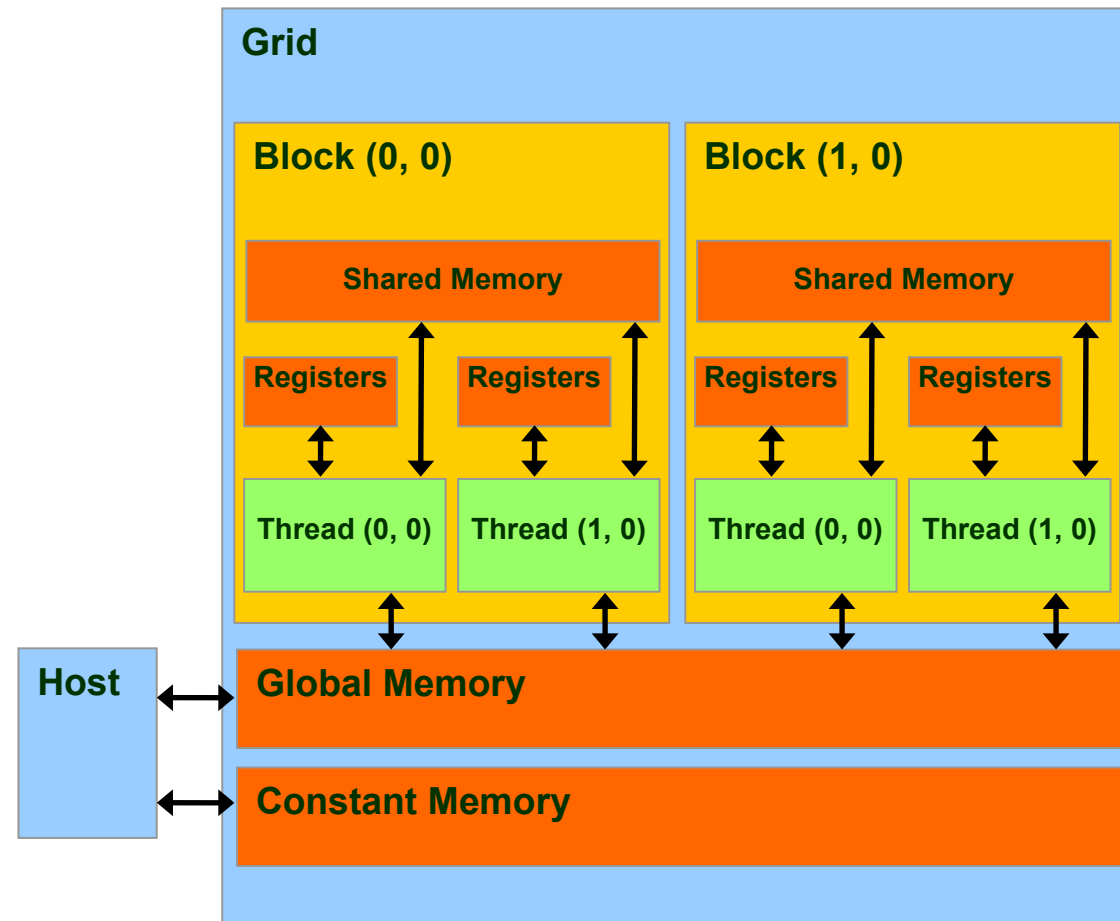 Grid
Block (0, 0)
Block (1, 0)
Shared Memory
Shared Memory
Registers
Registers
Registers
Registers
Thread (0, 0)
Thread (1, 0)
Thread (0, 0)
Thread (1, 0)
Host
Global Memory
Constant Memory